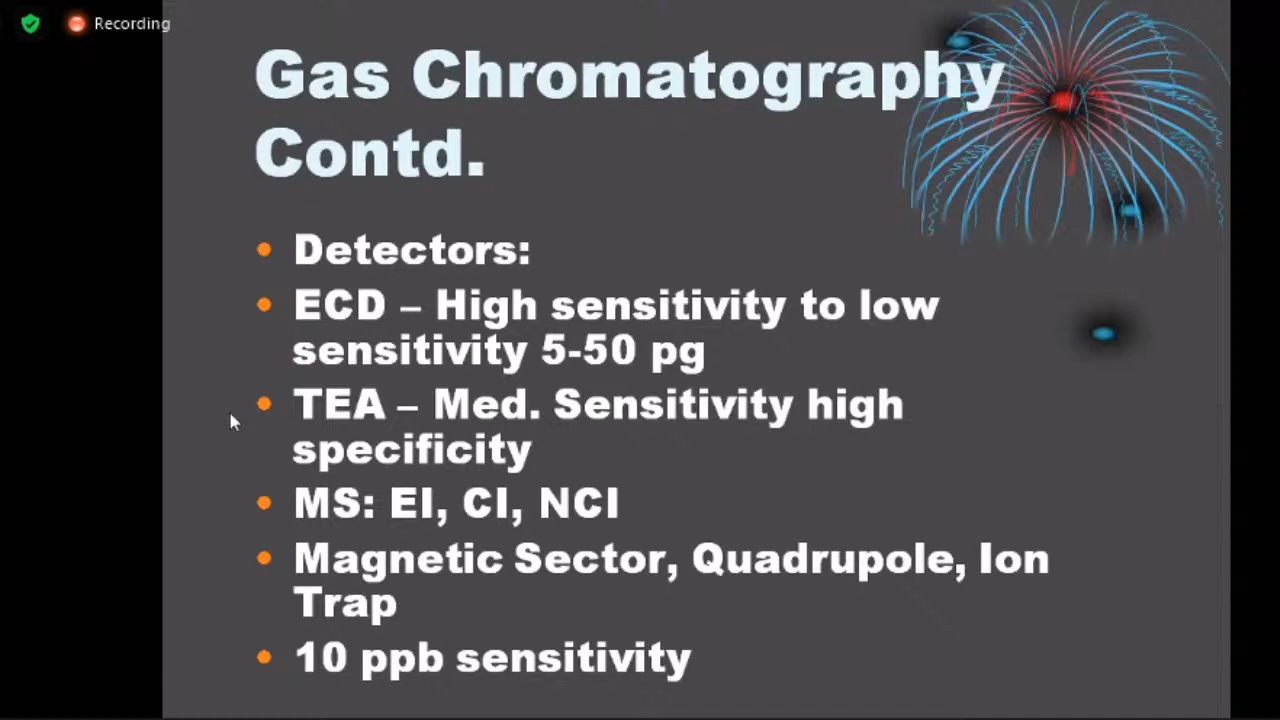 Recording
Gas Chromatography
Contd.
• Detectors:
• ECD – High sensitivity to low
sensitivity 5-50 pg
• TEA – Med. Sensitivity high
specificity
• MS: EI, CI, NCI
• Magnetic Sector, Quadrupole, Ion
Trap
• 10 ppb sensitivity